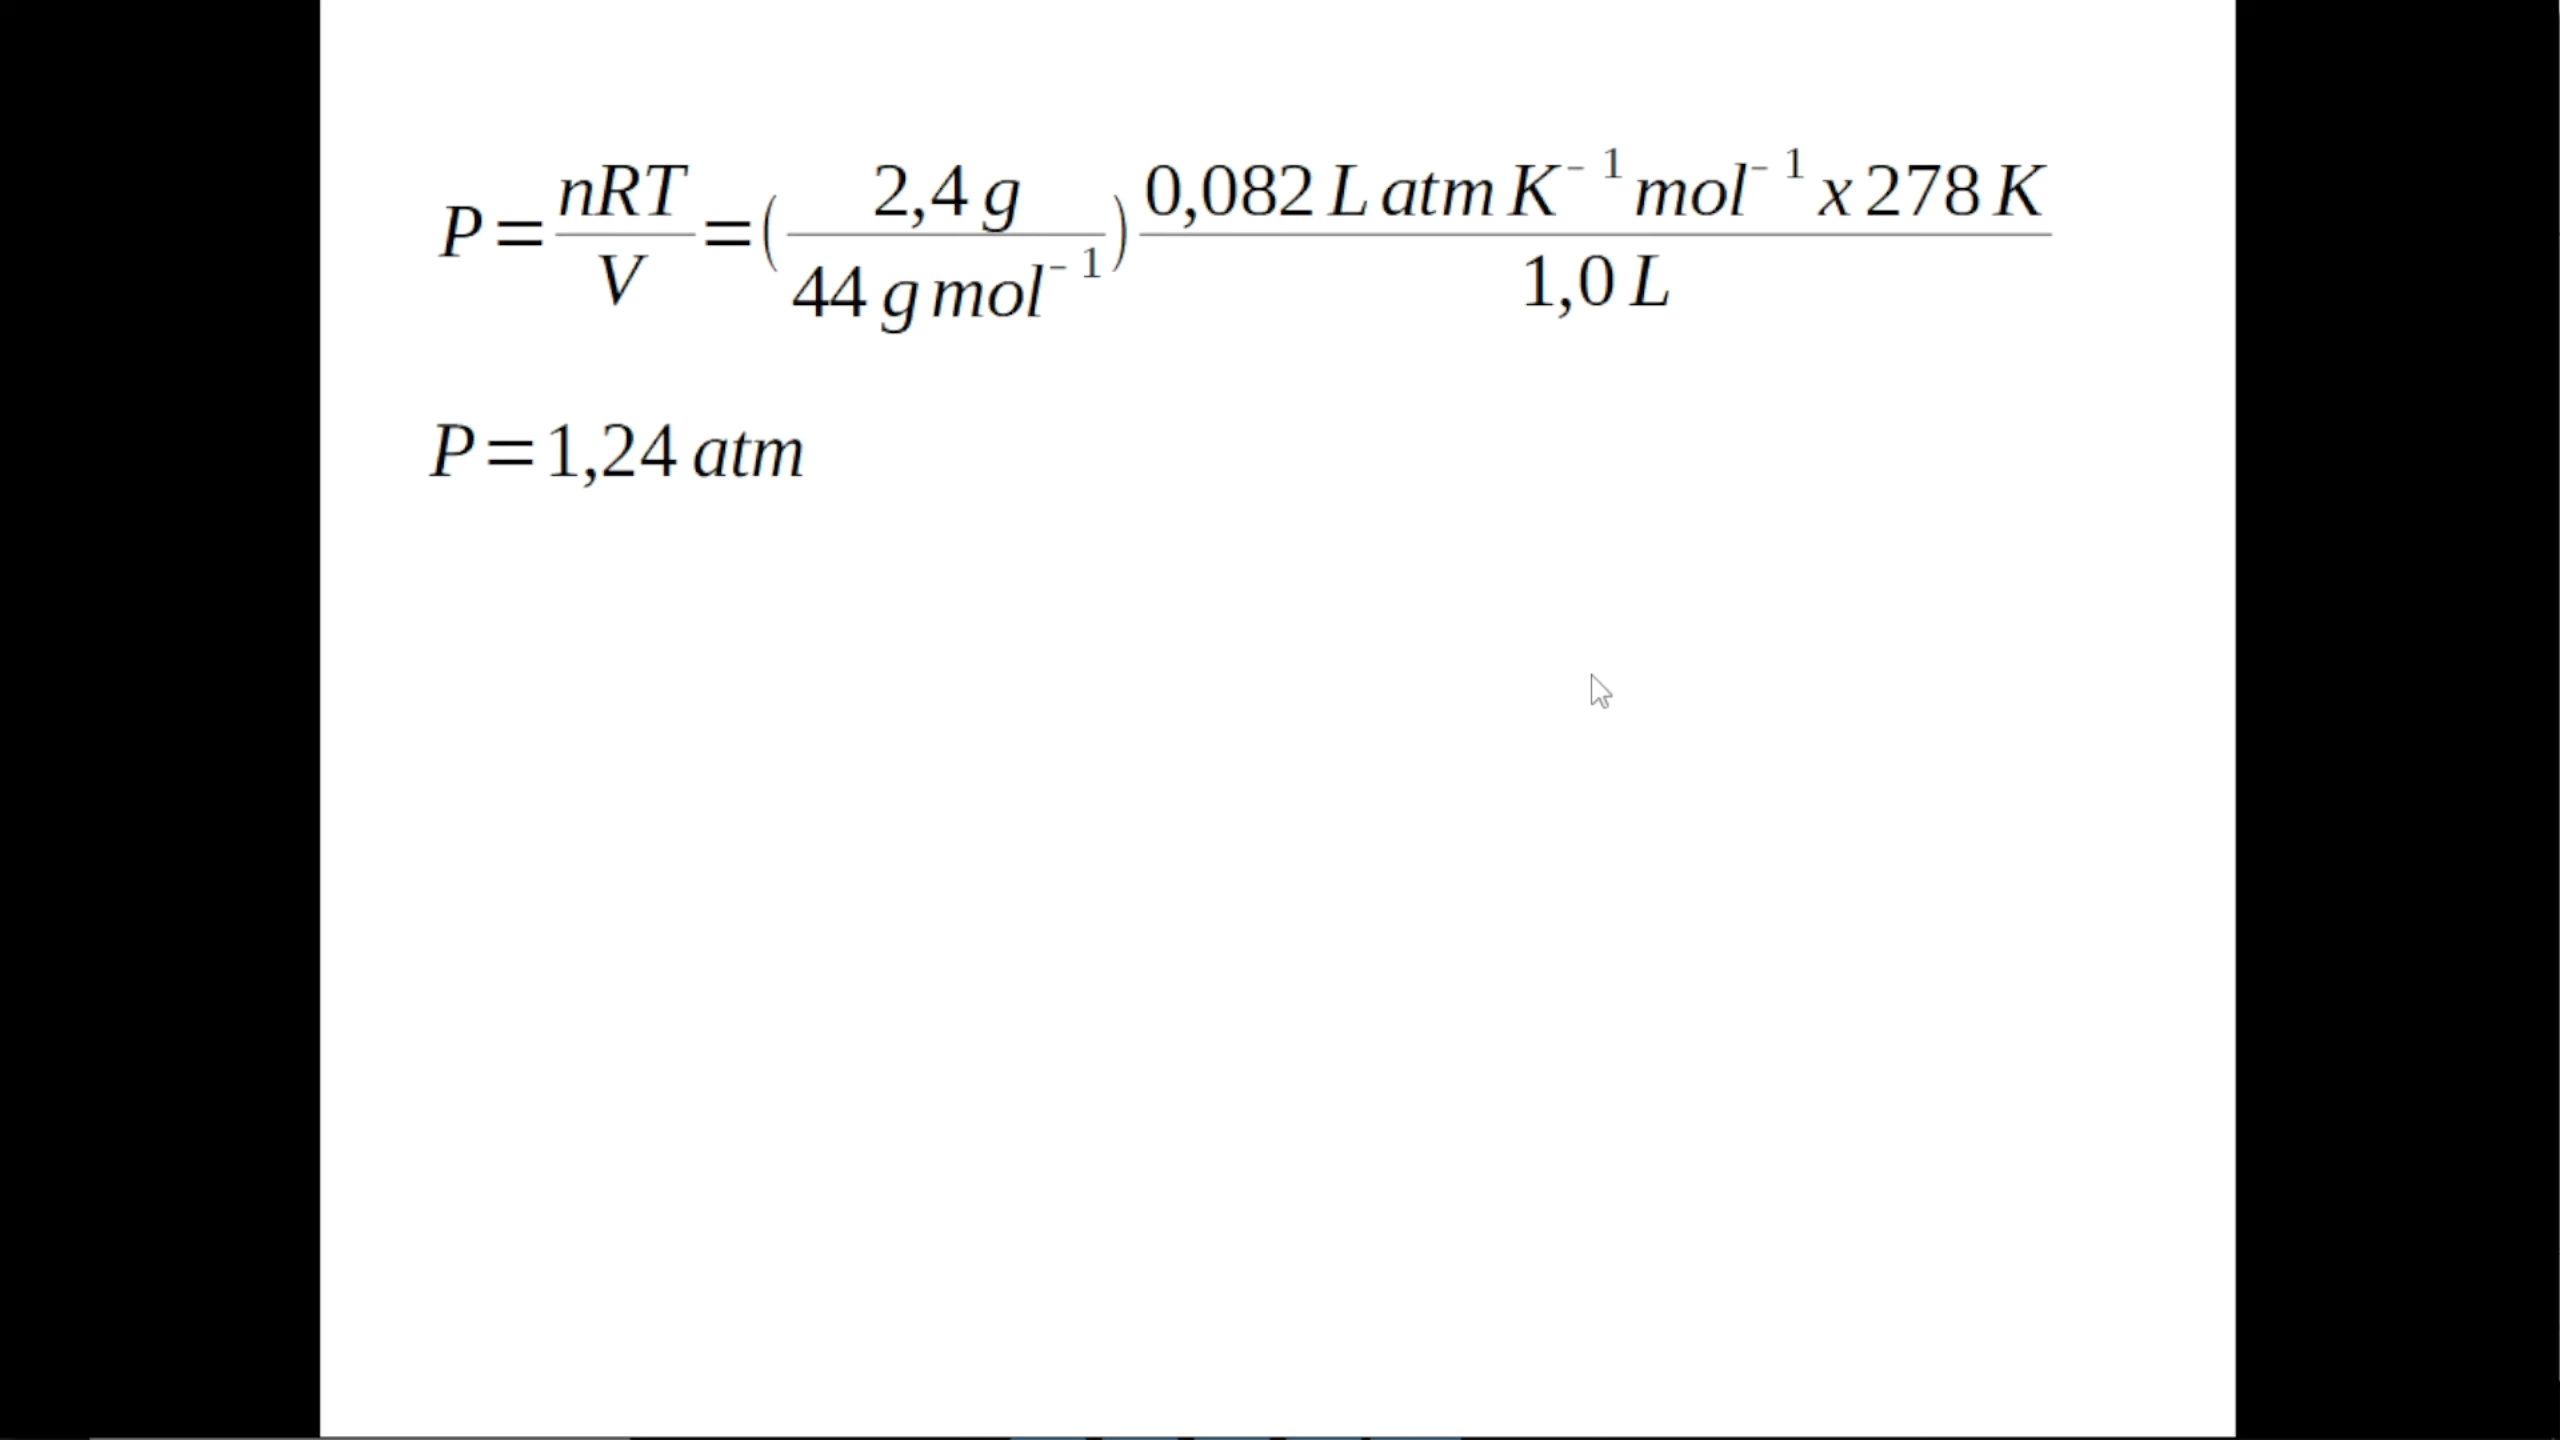 P = nRT / V = ( 2,4 g / 44 g mol⁻¹ ) 0,082 L atm K⁻¹ mol⁻¹ x 278 K / 1,0 L
P = 1,24 atm